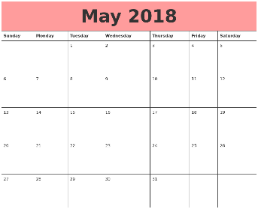 May 2018
Sunday Monday Tuesday Wednesday Thursday Friday Saturday
1 2 3 4 5
6 7 8 9 10 11 12
13 14 15 16 17 18 19
20 21 22 23 24 25 26
27 28 29 30 31